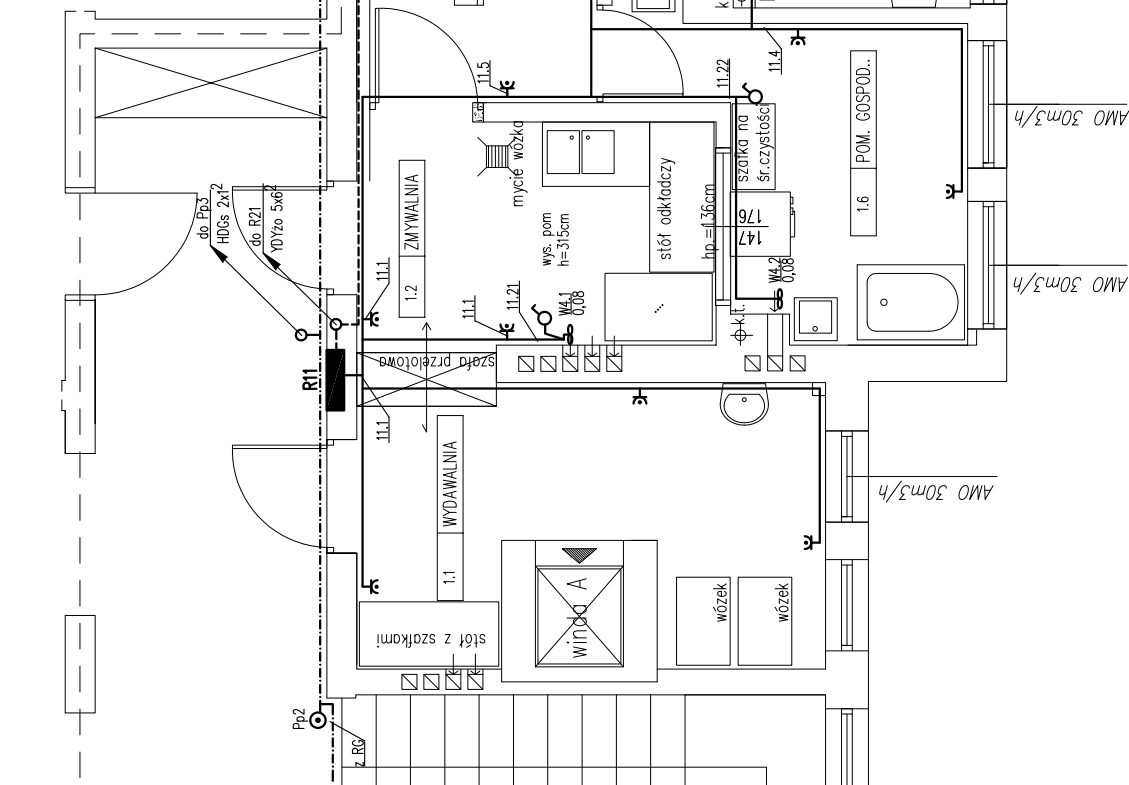 11.5
11.22
11.4
k
AMO 30m3/h
szafka na
śr.czystości
POM. GOSPOD..
1.6
mycie wózka
ZMYWALNIA
1.2
stół odkładczy
hp.=136cm
147
176
wys. pom
h=315cm
do Pp3
HDGs 2x1²
do R21
YDYżo 5x6²
11.1
11.1
11.21
W4.1
0,08
W4.2
0,08
k.t.
AMO 30m3/h
R11
szafa przelotowa
11.1
WYDAWALNIA
1.1
AMO 30m3/h
stół z szafkami
winda A
wózek
wózek
Pp2
z RG